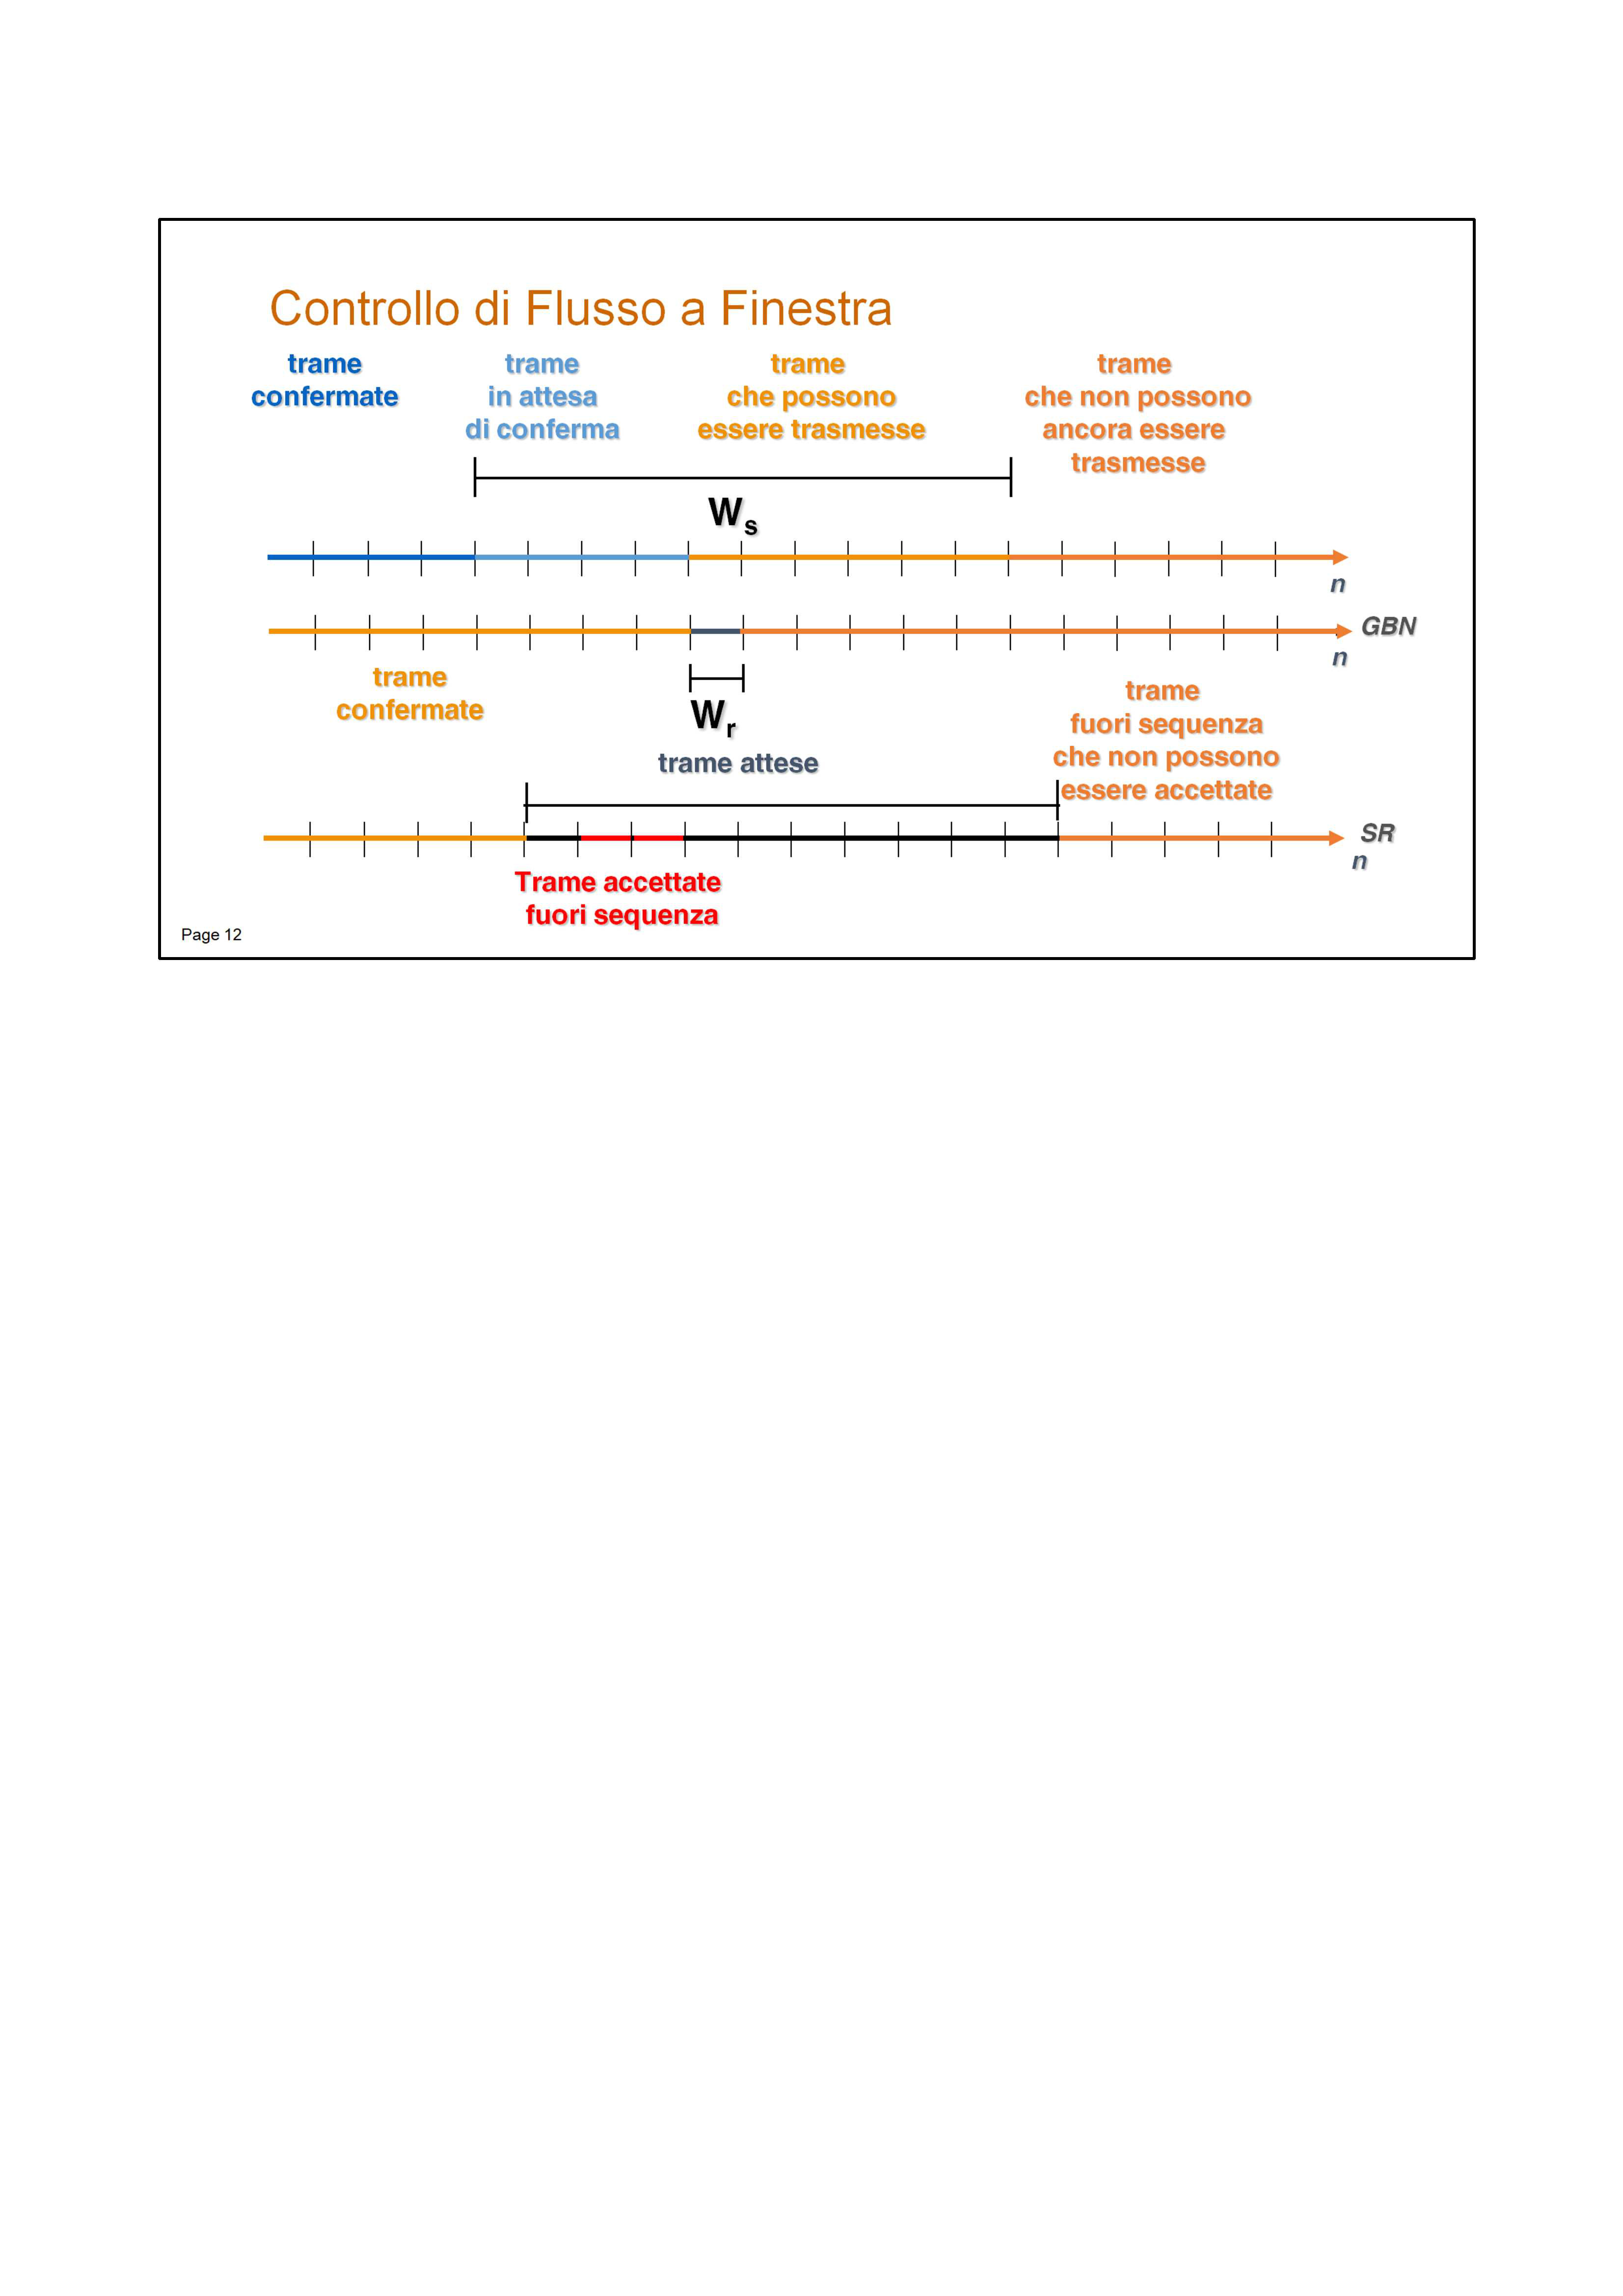 Controllo di Flusso a Finestra
trame
confermate
trame
in attesa
di conferma
trame
che possono
essere trasmesse
trame
che non possono
ancora essere
trasmesse
Ws
n
GBN
n
trame
confermate
Wr
trame attese
trame
fuori sequenza
che non possono
essere accettate
SR
n
Trame accettate
fuori sequenza
Page 12